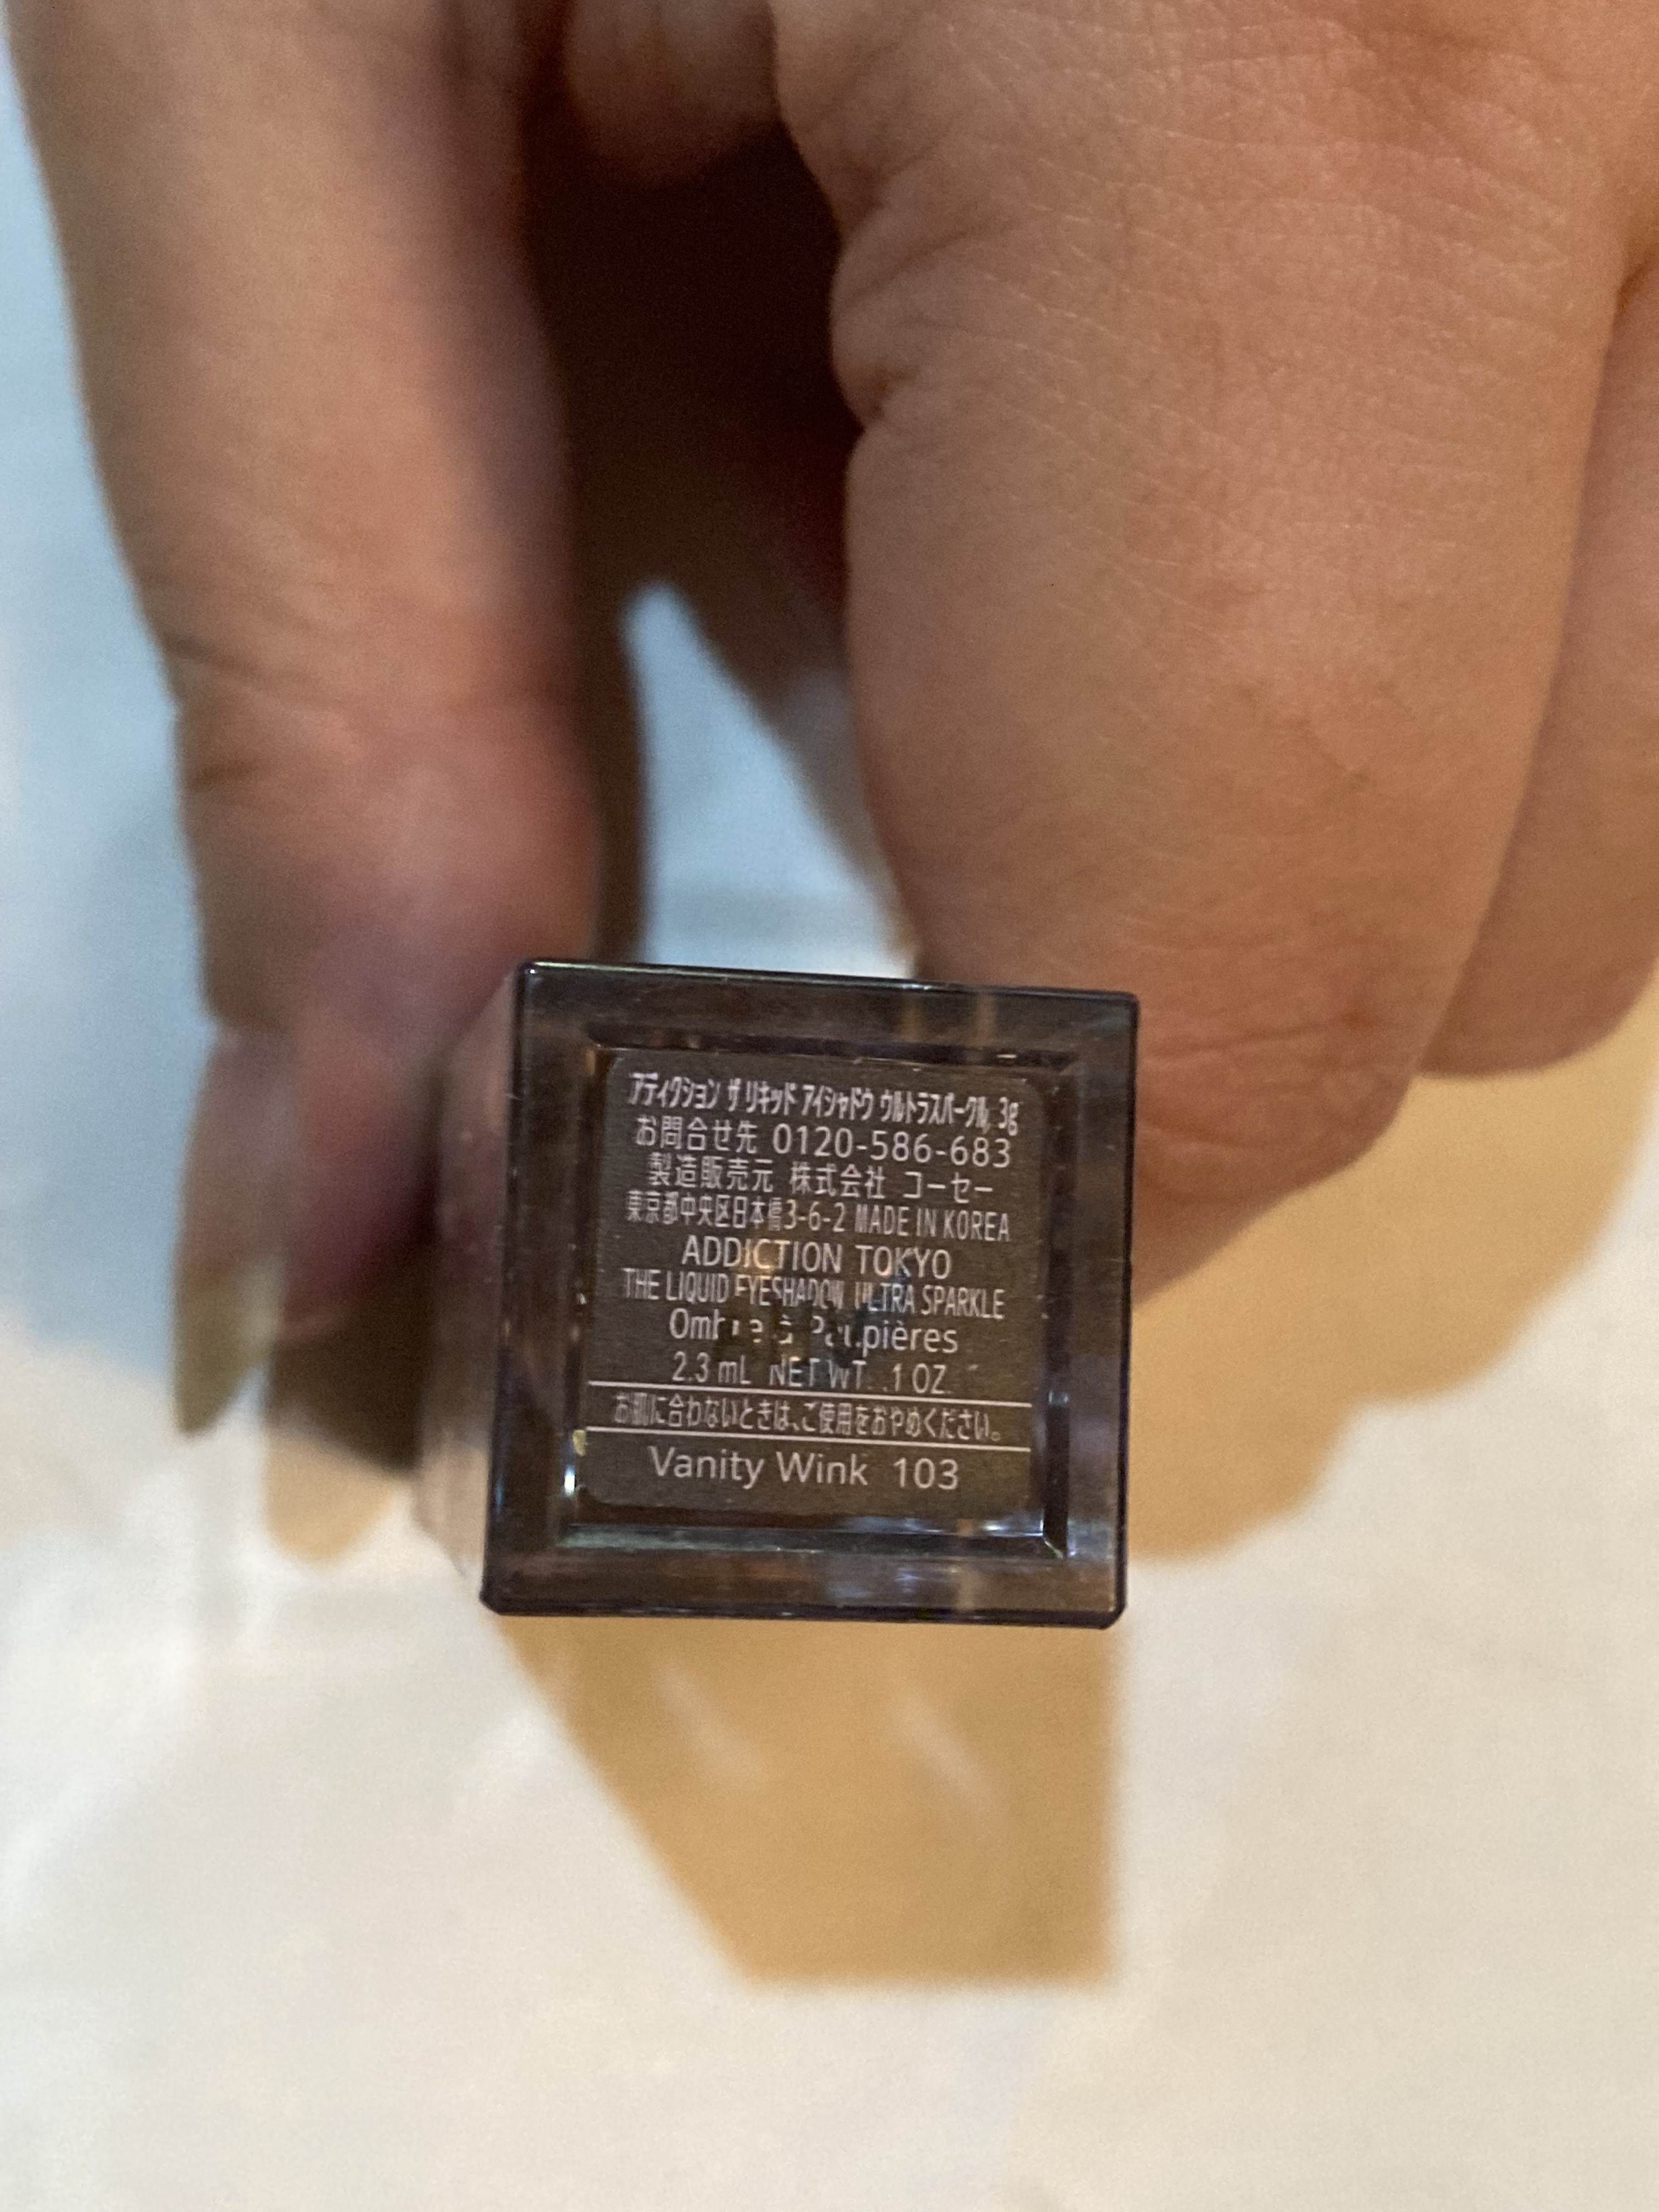 アディクション ザ リキッド アイシャドウ ウルトラスパークル, 3g
お問合せ先 0120-586-683
製造販売元 株式会社 コーセー
東京都中央区日本橋3-6-2 MADE IN KOREA
ADDICTION TOKYO
THE LIQUID EYESHADOW ULTRA SPARKLE
Ombre à Paupières
2.3 mL NET WT. .1 OZ.
お肌に合わないときは、ご使用をおやめください。
Vanity Wink 103